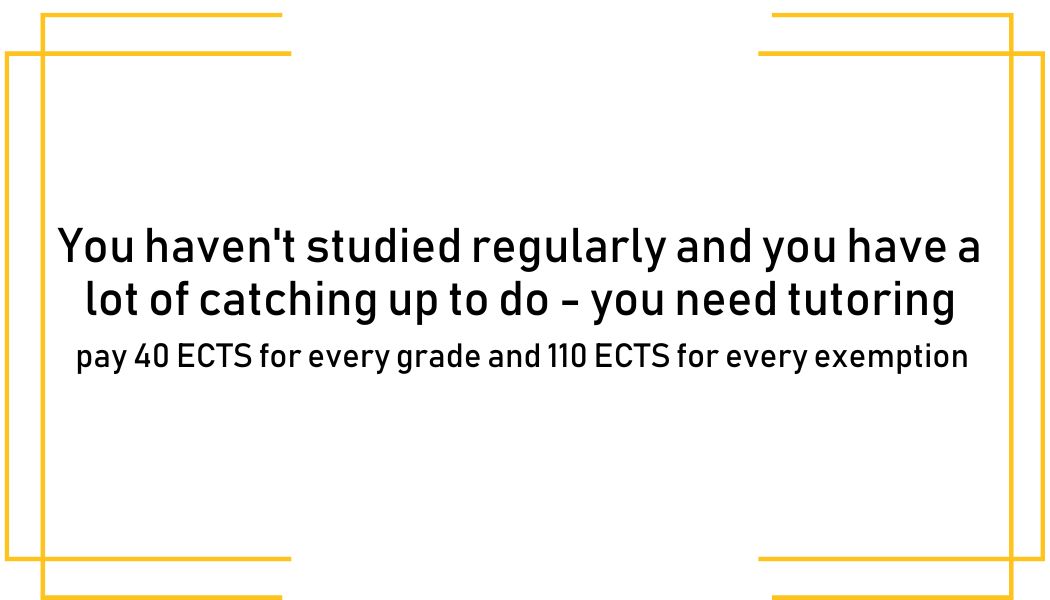 You haven't studied regularly and you have a
lot of catching up to do - you need tutoring
pay 40 ECTS for every grade and 110 ECTS for every exemption